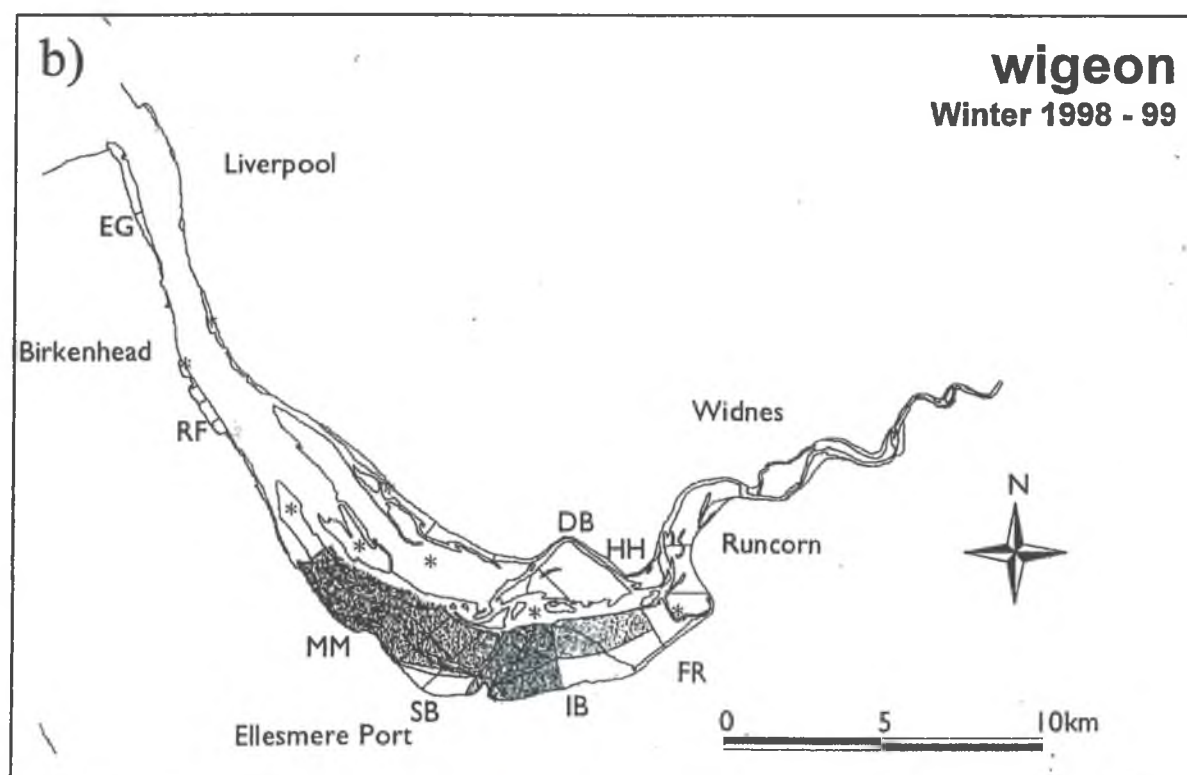 b)
wigeon
Winter 1998 - 99
Liverpool
EG
Birkenhead
RF
Widnes
N
DB
HH
Runcorn
MM
FR
SB
IB
Ellesmere Port
0 5 10km